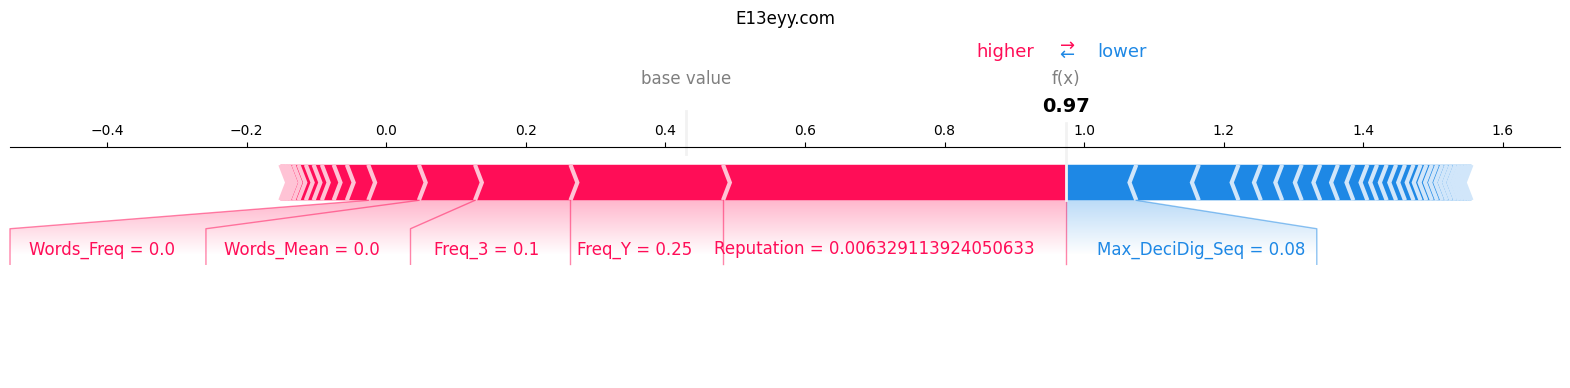 E13eyy.com
higher ⇄ lower
base value f(x)
0.97
−0.4 −0.2 0.0 0.2 0.4 0.6 0.8 1.0 1.2 1.4 1.6
Words_Freq = 0.0 Words_Mean = 0.0 Freq_3 = 0.1 Freq_Y = 0.25 Reputation = 0.006329113924050633 Max_DeciDig_Seq = 0.08